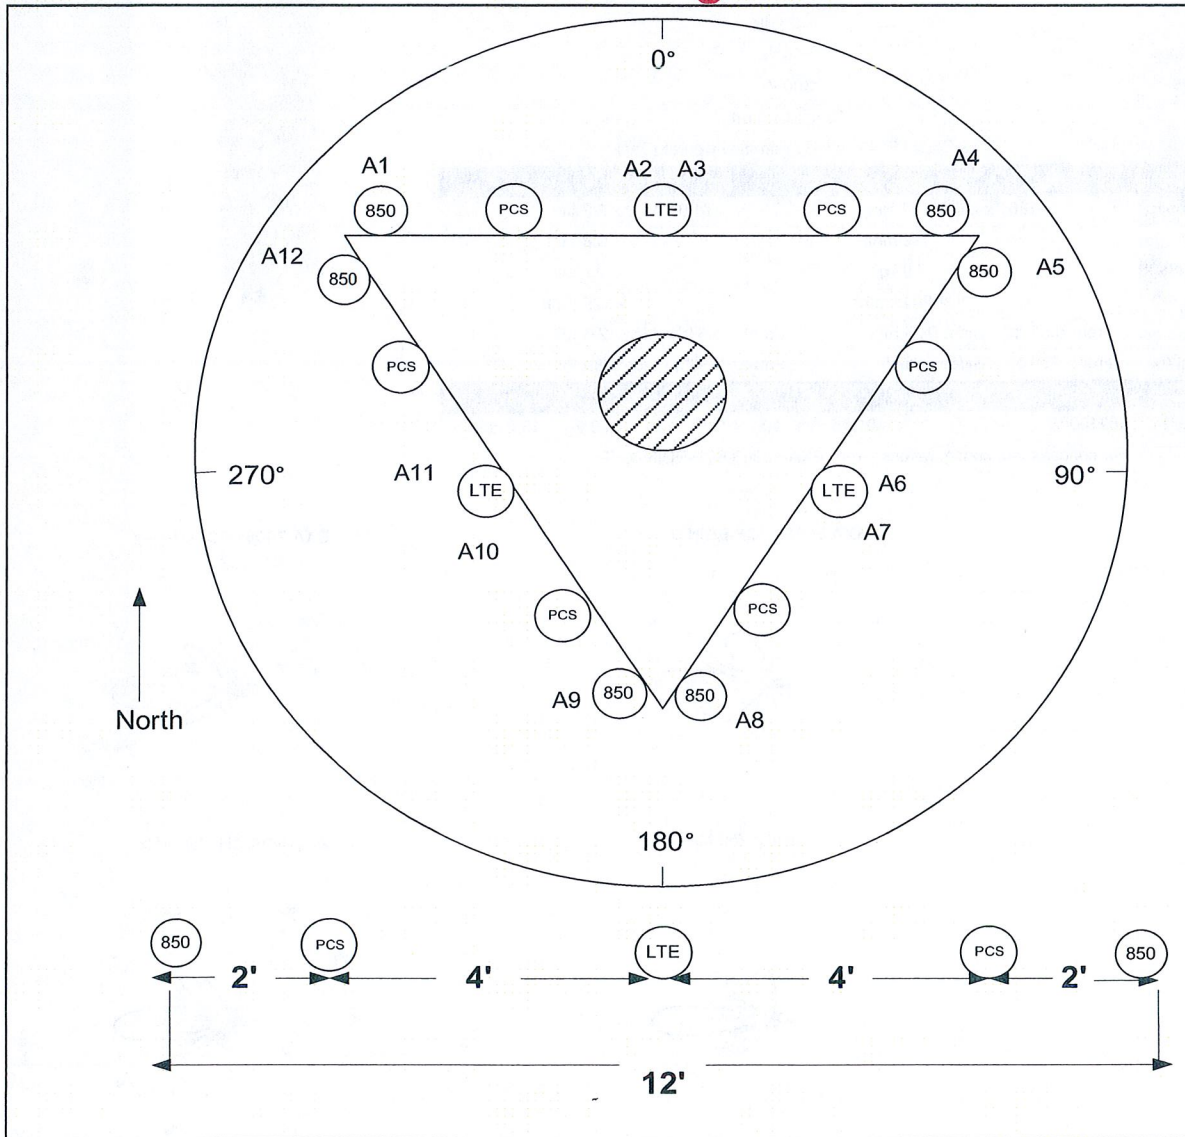 0°
A1 A2 A3 A4
850 PCS LTE PCS 850
A12 850 850 A5
PCS PCS
270° 90°
A11 LTE LTE A6
A10 A7
PCS PCS
A9 850 850 A8
North
180°
850 PCS LTE PCS 850
2' 4' 4' 2'
12'